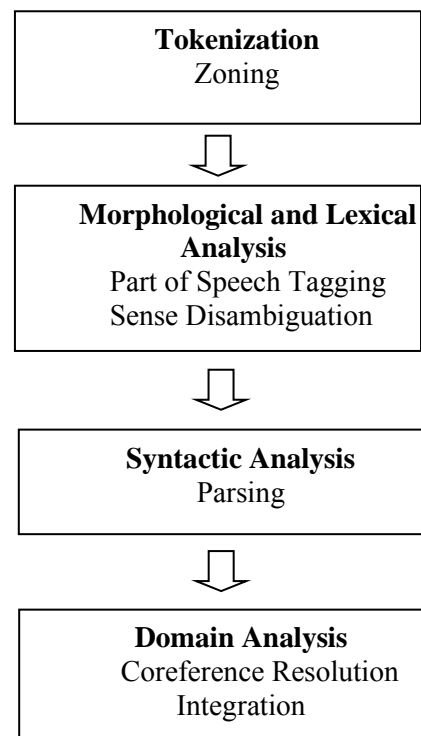 Tokenization
Zoning
Morphological and Lexical
Analysis
Part of Speech Tagging
Sense Disambiguation
Syntactic Analysis
Parsing
Domain Analysis
Coreference Resolution
Integration